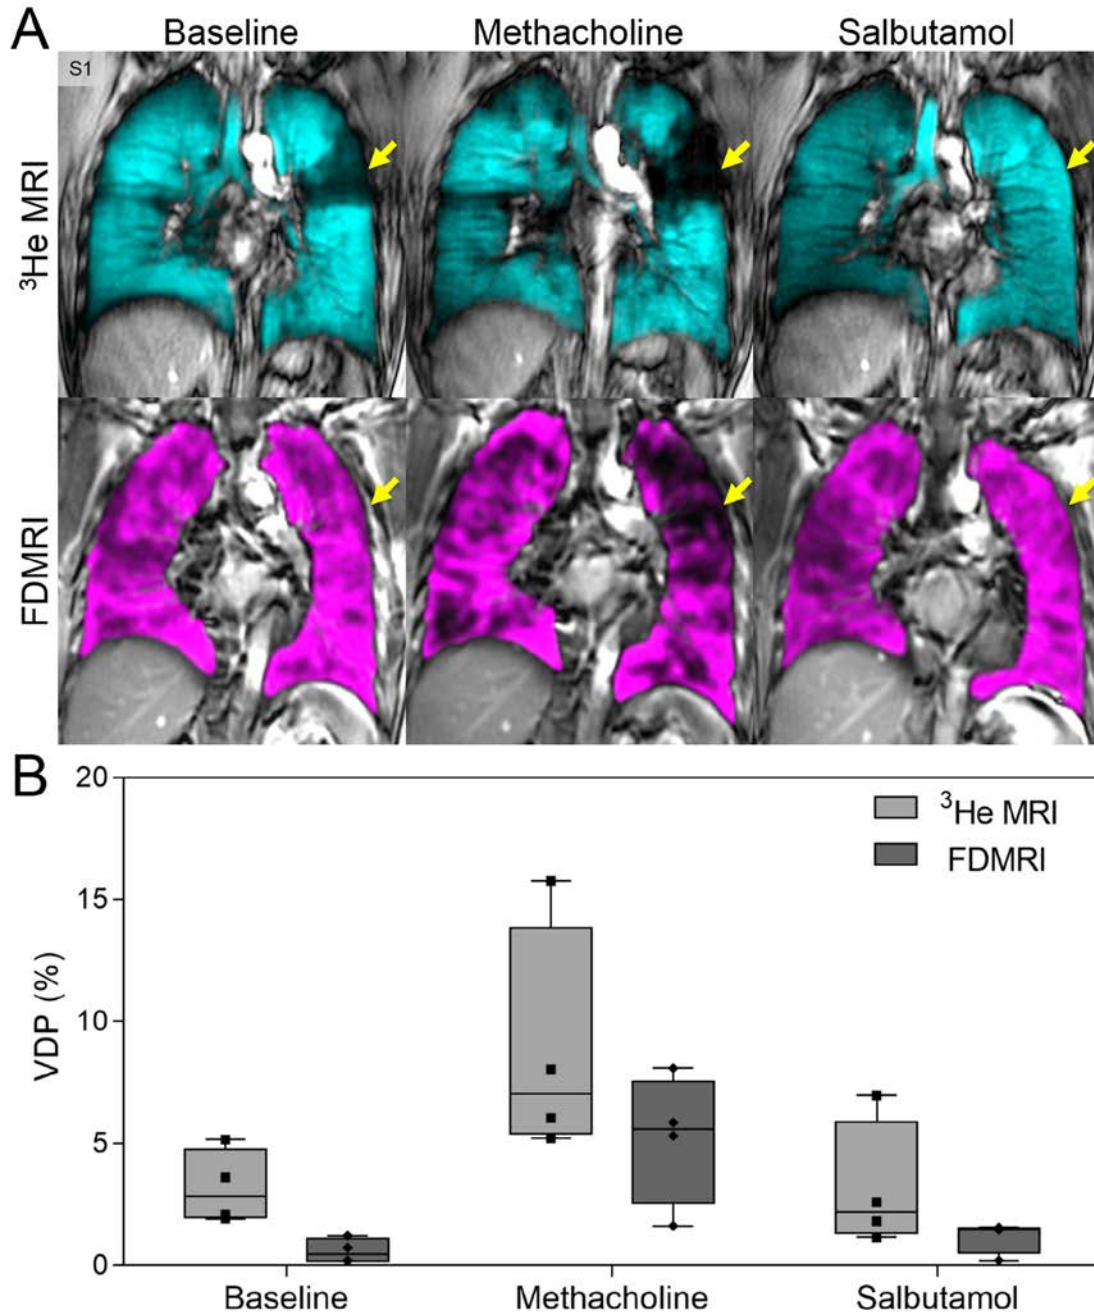 A
Baseline Methacholine Salbutamol
S1
³He MRI
FDMRI
B
20
15
10
5
0
VDP (%)
³He MRI
FDMRI
Baseline Methacholine Salbutamol